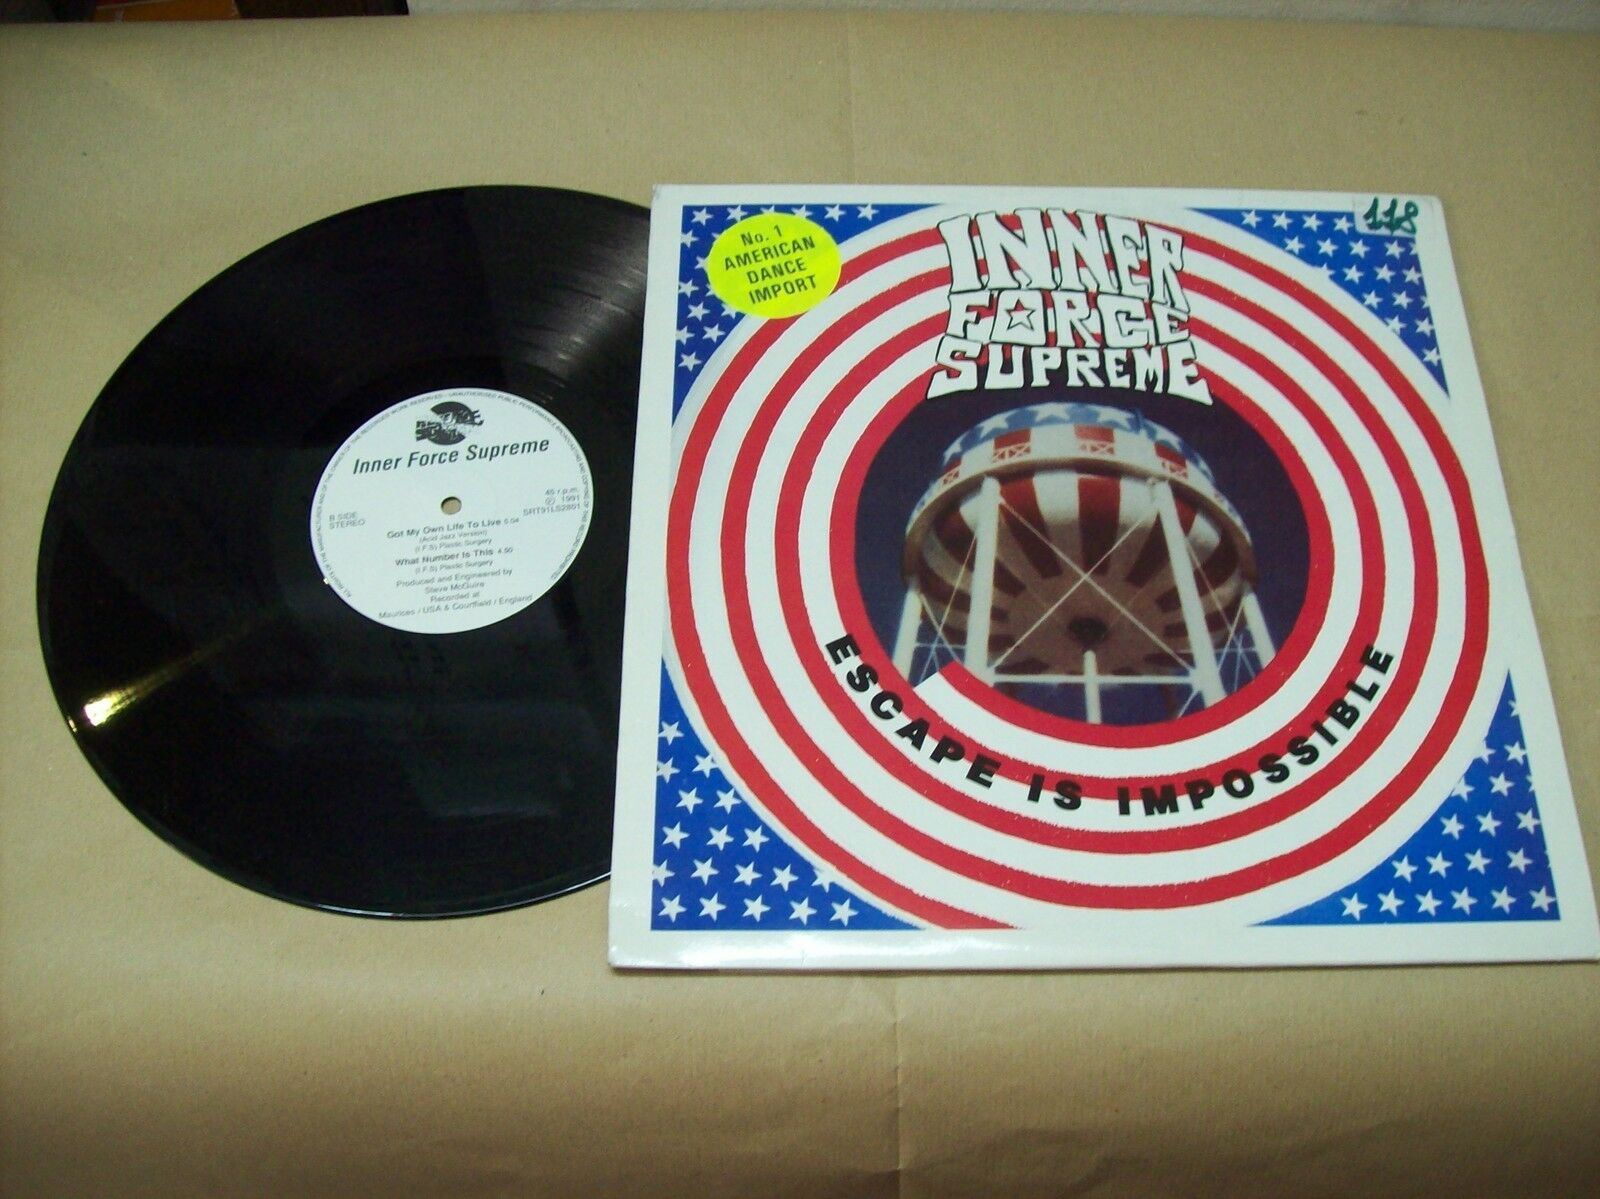 Inner Force Supreme
B SIDE
STEREO
45 r.p.m.
℗ 1991
SRT91LS2801
Got My Own Life To Live 5.04
(Acid Jazz Version)
(I.F.S) Plastic Surgery
What Number Is This 4.50
(I.F.S) Plastic Surgery
Produced and Engineered by
Steve McGuire
Recorded at
Maurices / USA & Courtfield / England
No. 1
AMERICAN
DANCE
IMPORT
118
INNER
FORCE
SUPREME
ESCAPE IS IMPOSSIBLE